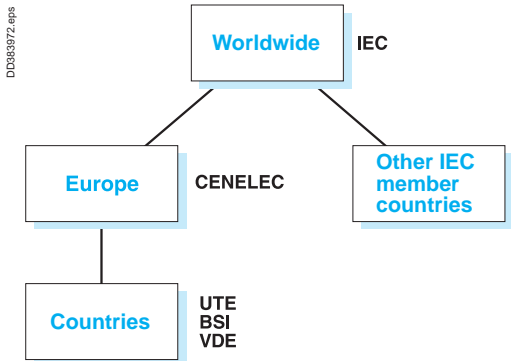 DD383972.eps
Worldwide
IEC
Europe
CENELEC
Other IEC
member
countries
Countries
UTE
BSI
VDE